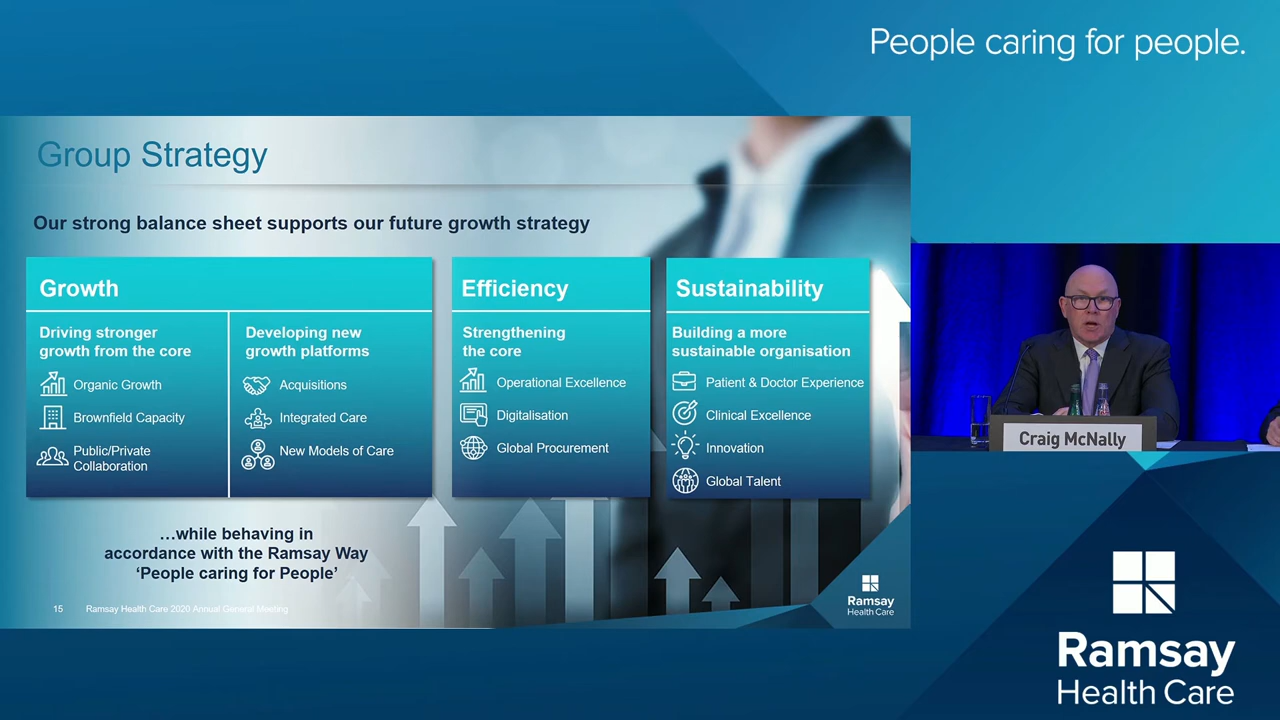 People caring for people.
Group Strategy
Our strong balance sheet supports our future growth strategy
Growth
Driving stronger
growth from the core
Organic Growth
Brownfield Capacity
Public/Private
Collaboration
Developing new
growth platforms
Acquisitions
Integrated Care
New Models of Care
Efficiency
Strengthening
the core
Operational Excellence
Digitalisation
Global Procurement
Sustainability
Building a more
sustainable organisation
Patient & Doctor Experience
Clinical Excellence
Innovation
Global Talent
…while behaving in
accordance with the Ramsay Way
‘People caring for People’
15 Ramsay Health Care 2020 Annual General Meeting
Ramsay
Health Care
Craig McNally
Ramsay
Health Care